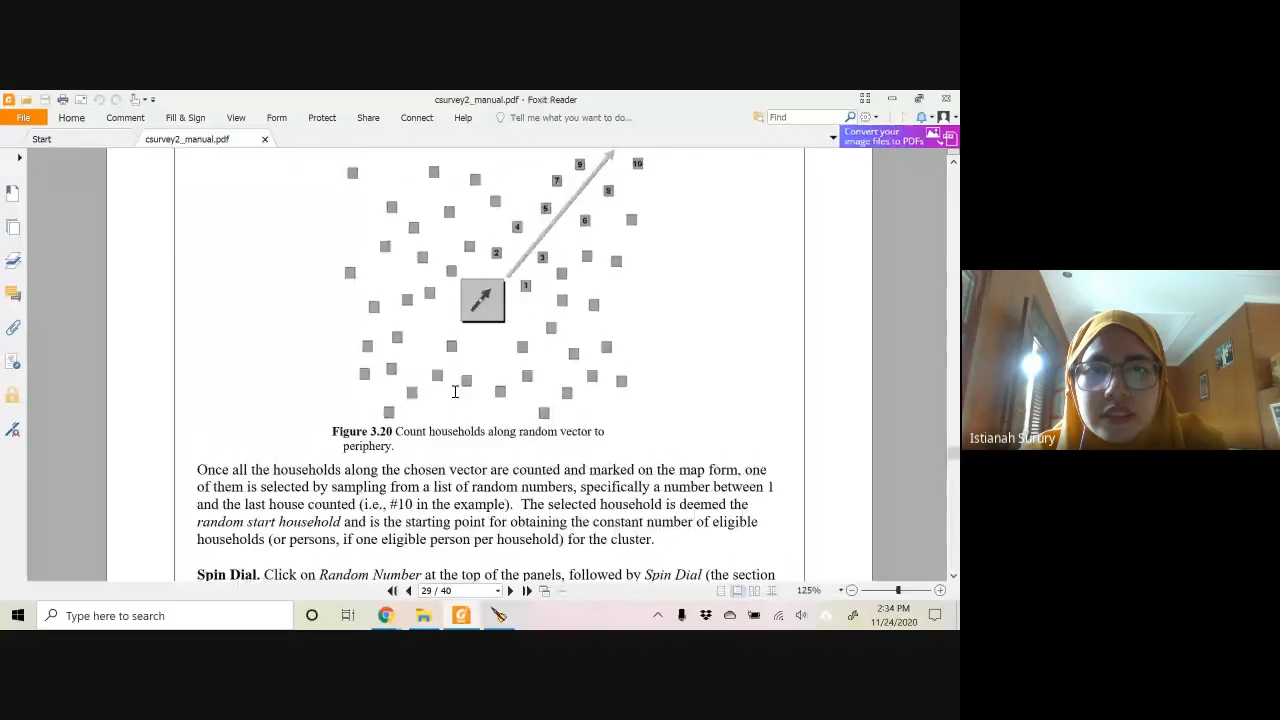 csurvey2_manual.pdf - Foxit Reader
File Home Comment Fill & Sign View Form Protect Share Connect Help Tell me what you want to do... Find
Start csurvey2_manual.pdf Convert your
image files to PDFs
9 10
7
8
5
6
4
2
3
1
Figure 3.20 Count households along random vector to
periphery.
Once all the households along the chosen vector are counted and marked on the map form, one
of them is selected by sampling from a list of random numbers, specifically a number between 1
and the last house counted (i.e., #10 in the example). The selected household is deemed the
random start household and is the starting point for obtaining the constant number of eligible
households (or persons, if one eligible person per household) for the cluster.
Spin Dial. Click on Random Number at the top of the panels, followed by Spin Dial (the section
29 / 40 125%
Type here to search
2:34 PM
11/24/2020
Istianah Surury